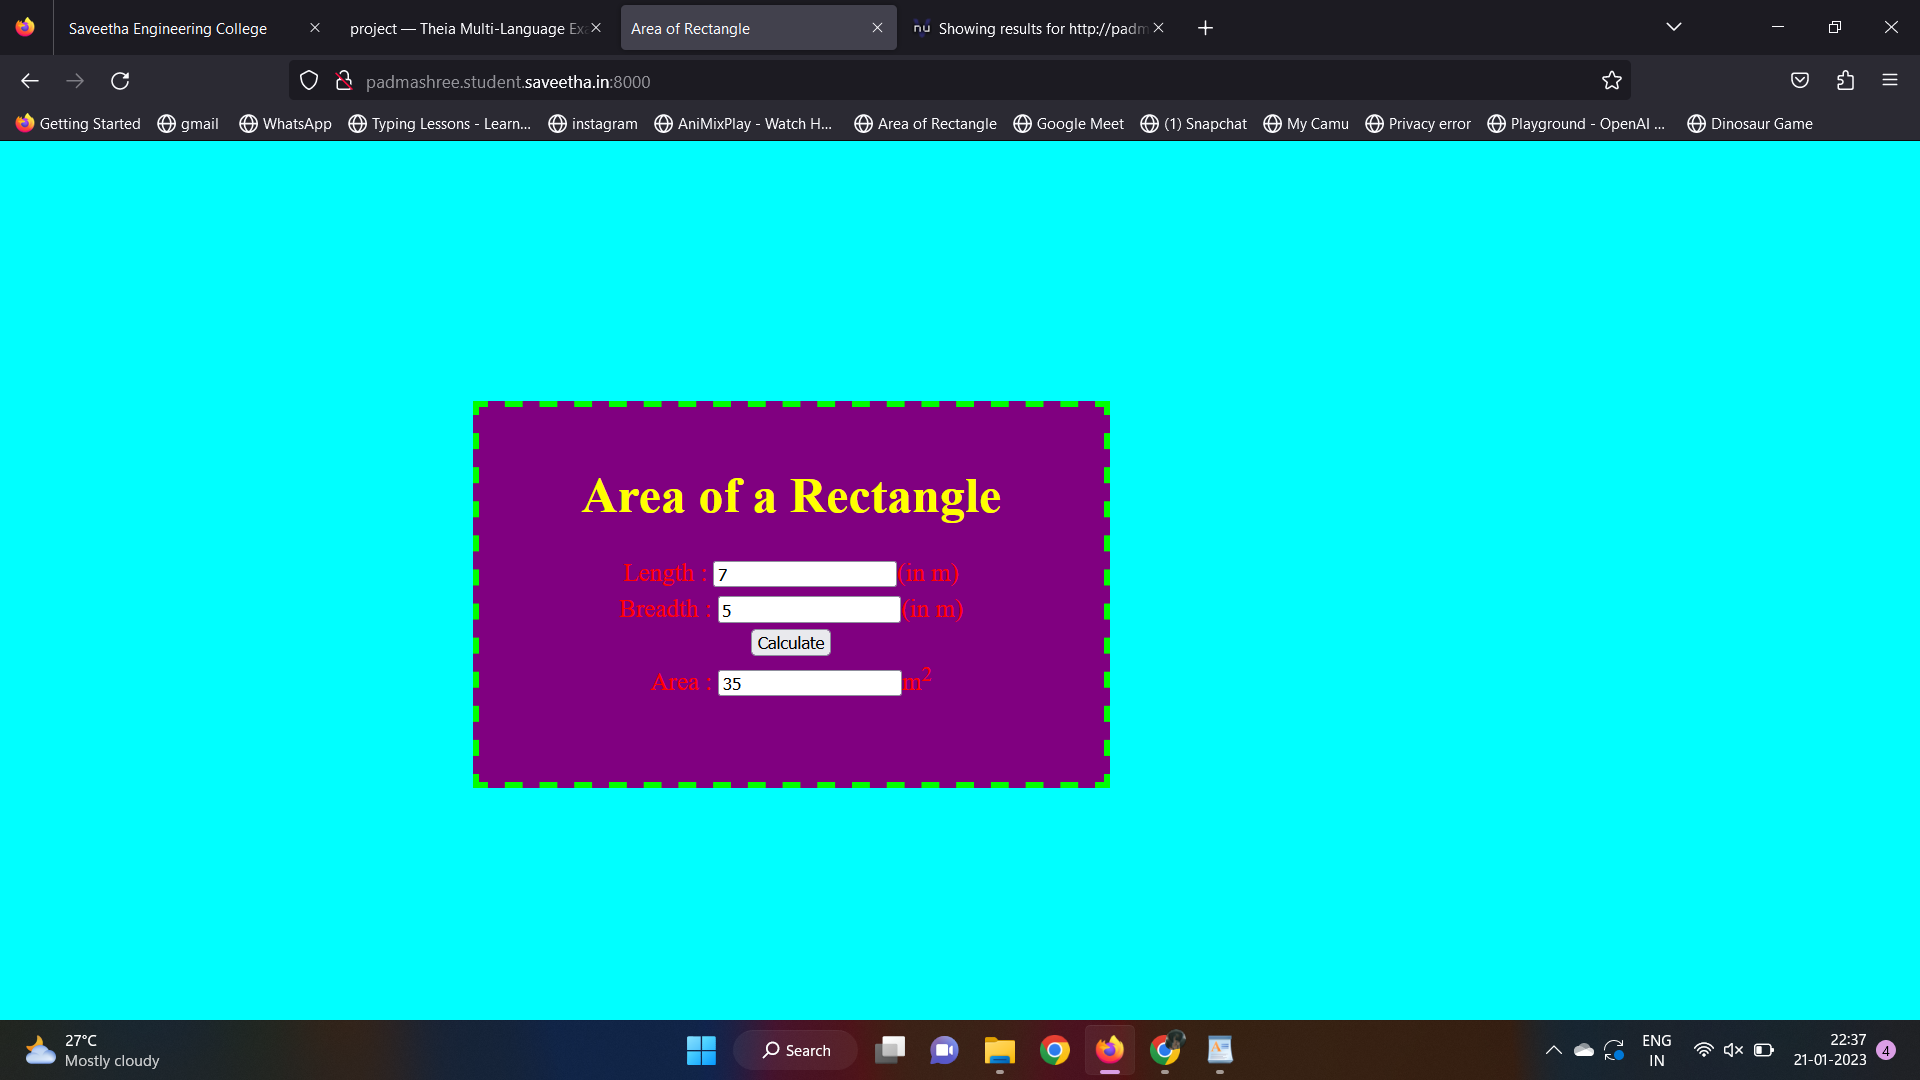 Saveetha Engineering College
project — Theia Multi-Language Ex
Area of Rectangle
Showing results for http://padm
padmashree.student.saveetha.in:8000
Getting Started
gmail
WhatsApp
Typing Lessons - Learn...
instagram
AniMixPlay - Watch H...
Area of Rectangle
Google Meet
(1) Snapchat
My Camu
Privacy error
Playground - OpenAI ...
Dinosaur Game
Area of a Rectangle
Length : 7 (in m)
Breadth : 5 (in m)
Calculate
Area : 35 m²
27°C
Mostly cloudy
Search
ENG
IN
22:37
21-01-2023
4